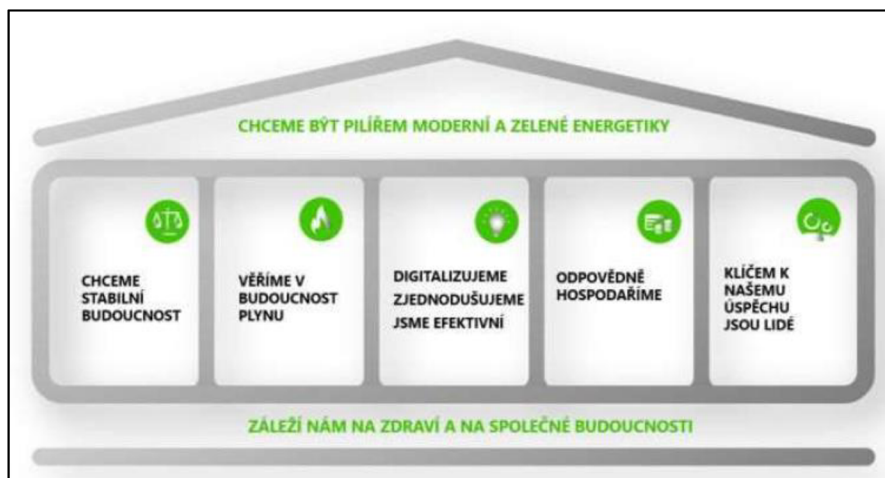 CHCEME BÝT PILÍŘEM MODERNÍ A ZELENÉ ENERGETIKY
CHCEME
STABILNÍ
BUDOUCNOST
VĚŘÍME V
BUDOUCNOST
PLYNU
DIGITALIZUJEME
ZJEDNODUŠUJEME
JSME EFEKTIVNÍ
ODPOVĚDNĚ
HOSPODAŘÍME
KLÍČEM K
NAŠEMU
ÚSPĚCHU
JSOU LIDÉ
ZÁLEŽÍ NÁM NA ZDRAVÍ A NA SPOLEČNÉ BUDOUCNOSTI